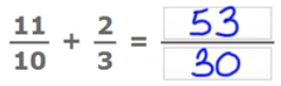 11/10 + 2/3 = 53/30